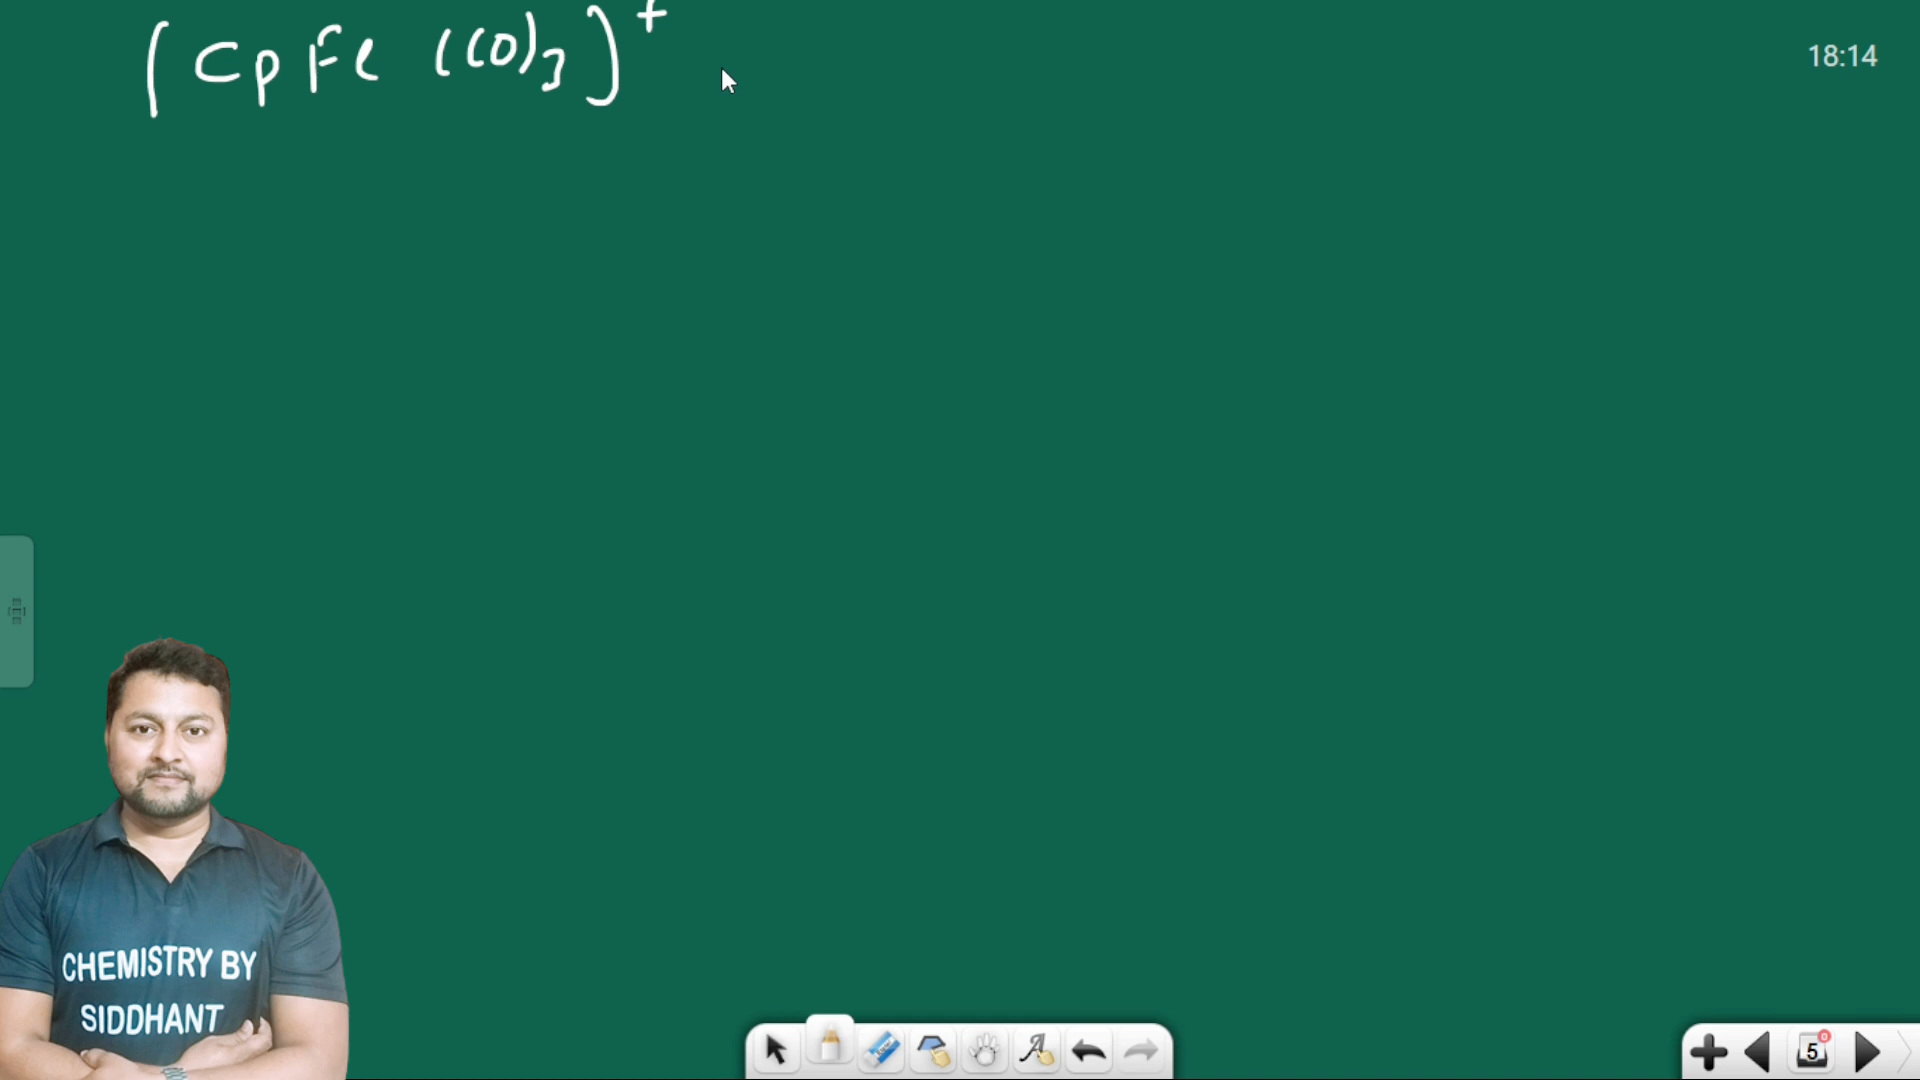 [CpFe (CO)3]+
18:14
CHEMISTRY BY
SIDDHANT
5